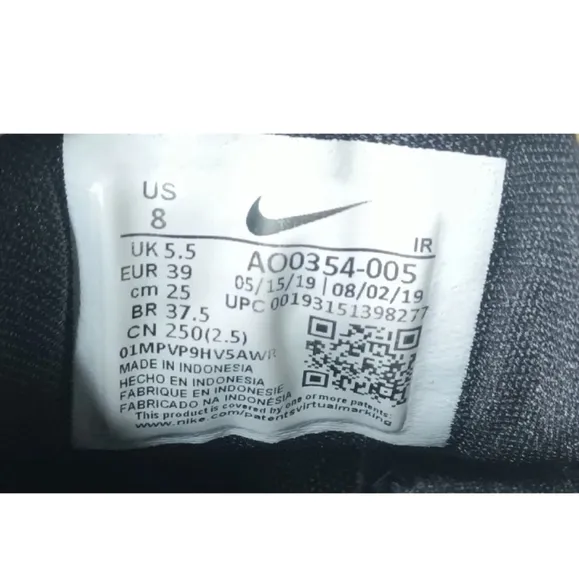 US
8
UK 5.5
EUR 39
cm 25
BR 37.5
CN 250(2.5)
IR
AO0354-005
05/15/19 | 08/02/19
UPC 00193151398277
01MPVP9HV5AWR
MADE IN INDONESIA
HECHO EN INDONESIA
FABRIQUE EN INDONESIE
FABRICADO NA INDONÉSIA
This product is covered by one or more patents:
www.nike.com/patentsvirtualmarking